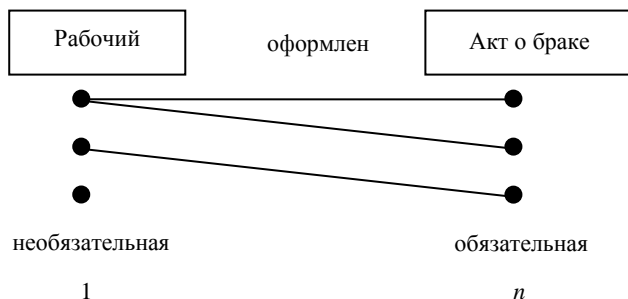 Рабочий оформлен Акт о браке
необязательная обязательная
1 n